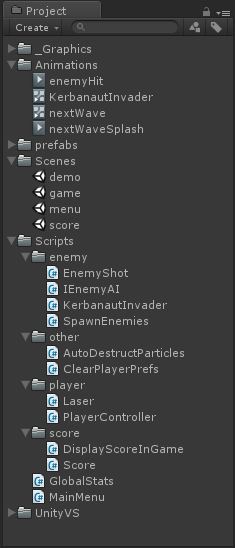 Project
Create
_Graphics
Animations
enemyHit
KerbanautInvader
nextWave
nextWaveSplash
prefabs
Scenes
demo
game
menu
score
Scripts
enemy
EnemyShot
IEnemyAI
KerbanautInvader
SpawnEnemies
other
AutoDestructParticles
ClearPlayerPrefs
player
Laser
PlayerController
score
DisplayScoreInGame
Score
GlobalStats
MainMenu
UnityVS